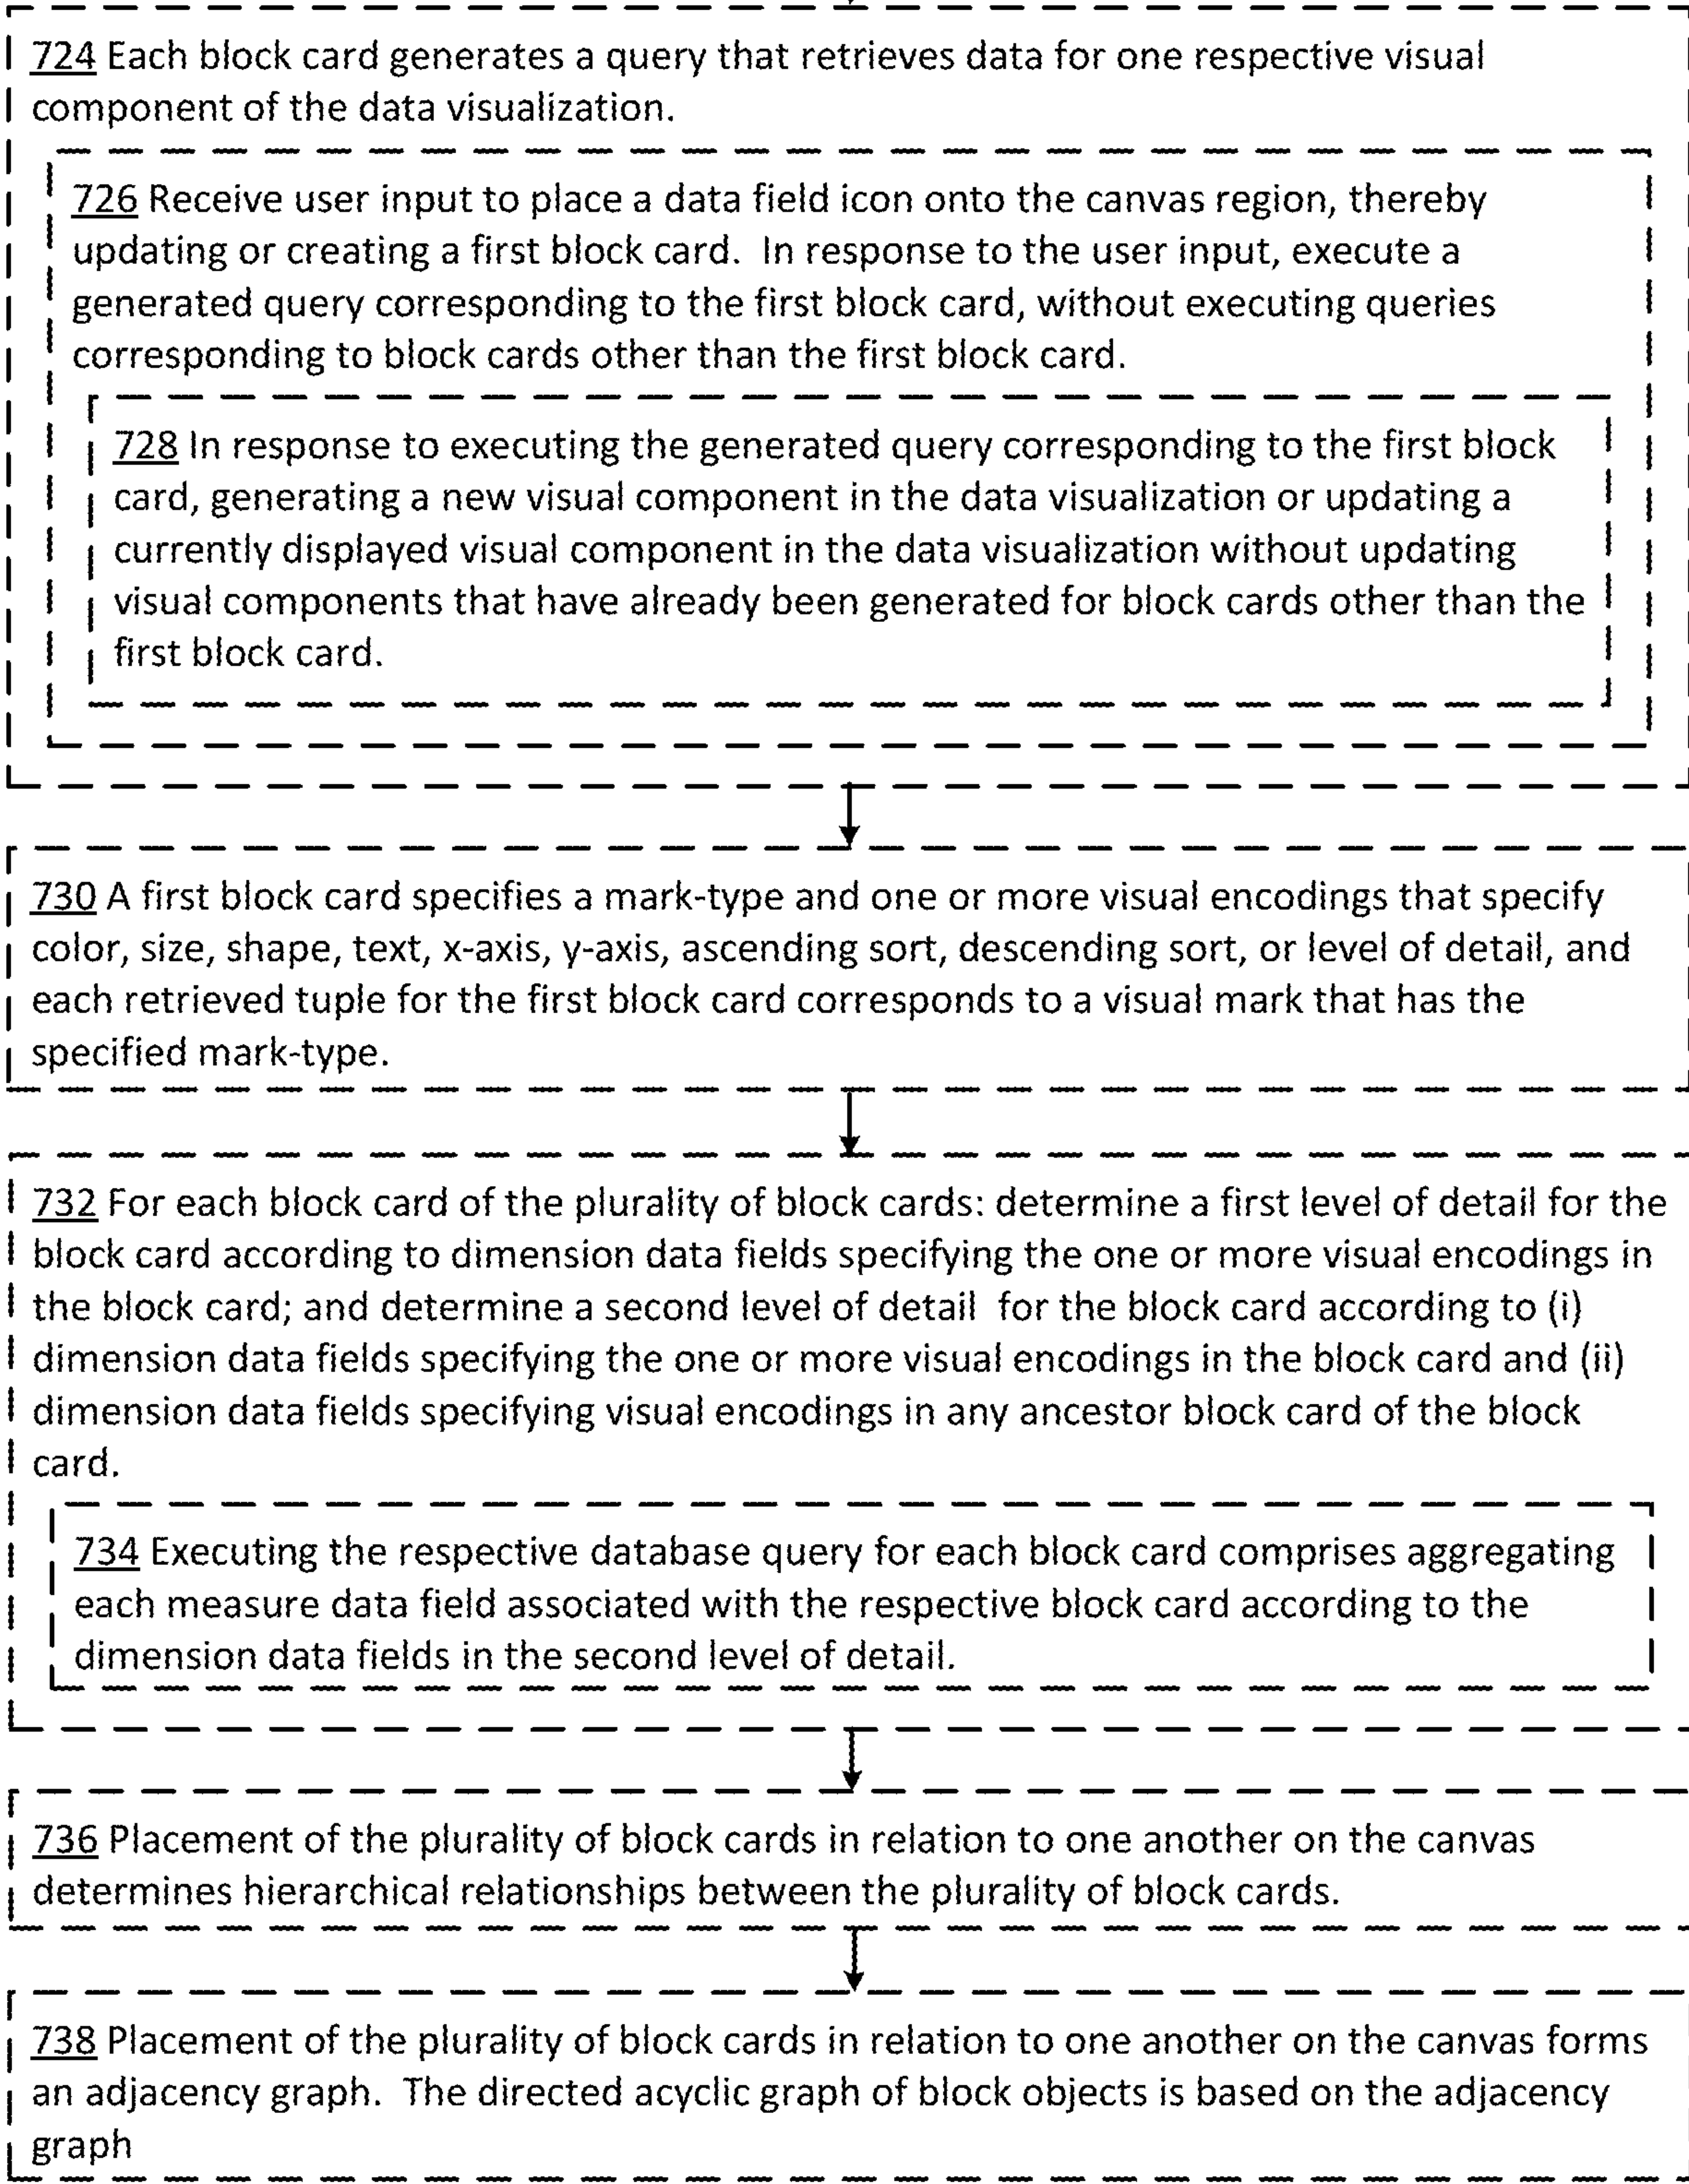 724 Each block card generates a query that retrieves data for one respective visual
component of the data visualization.
726 Receive user input to place a data field icon onto the canvas region, thereby
updating or creating a first block card.  In response to the user input, execute a
generated query corresponding to the first block card, without executing queries
corresponding to block cards other than the first block card.
728 In response to executing the generated query corresponding to the first block
card, generating a new visual component in the data visualization or updating a
currently displayed visual component in the data visualization without updating
visual components that have already been generated for block cards other than the
first block card.
730 A first block card specifies a mark-type and one or more visual encodings that specify
color, size, shape, text, x-axis, y-axis, ascending sort, descending sort, or level of detail, and
each retrieved tuple for the first block card corresponds to a visual mark that has the
specified mark-type.
732 For each block card of the plurality of block cards: determine a first level of detail for the
block card according to dimension data fields specifying the one or more visual encodings in
the block card; and determine a second level of detail  for the block card according to (i)
dimension data fields specifying the one or more visual encodings in the block card and (ii)
dimension data fields specifying visual encodings in any ancestor block card of the block
card.
734 Executing the respective database query for each block card comprises aggregating
each measure data field associated with the respective block card according to the
dimension data fields in the second level of detail.
736 Placement of the plurality of block cards in relation to one another on the canvas
determines hierarchical relationships between the plurality of block cards.
738 Placement of the plurality of block cards in relation to one another on the canvas forms
an adjacency graph.  The directed acyclic graph of block objects is based on the adjacency
graph